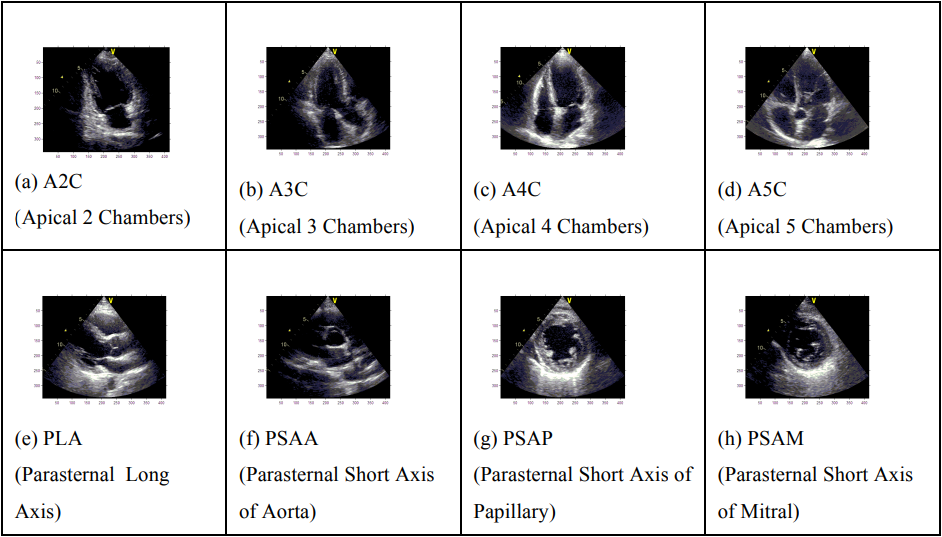 (a) A2C
(Apical 2 Chambers)
(b) A3C
(Apical 3 Chambers)
(c) A4C
(Apical 4 Chambers)
(d) A5C
(Apical 5 Chambers)
(e) PLA
(Parasternal Long
Axis)
(f) PSAA
(Parasternal Short Axis
of Aorta)
(g) PSAP
(Parasternal Short Axis of
Papillary)
(h) PSAM
(Parasternal Short Axis
of Mitral)